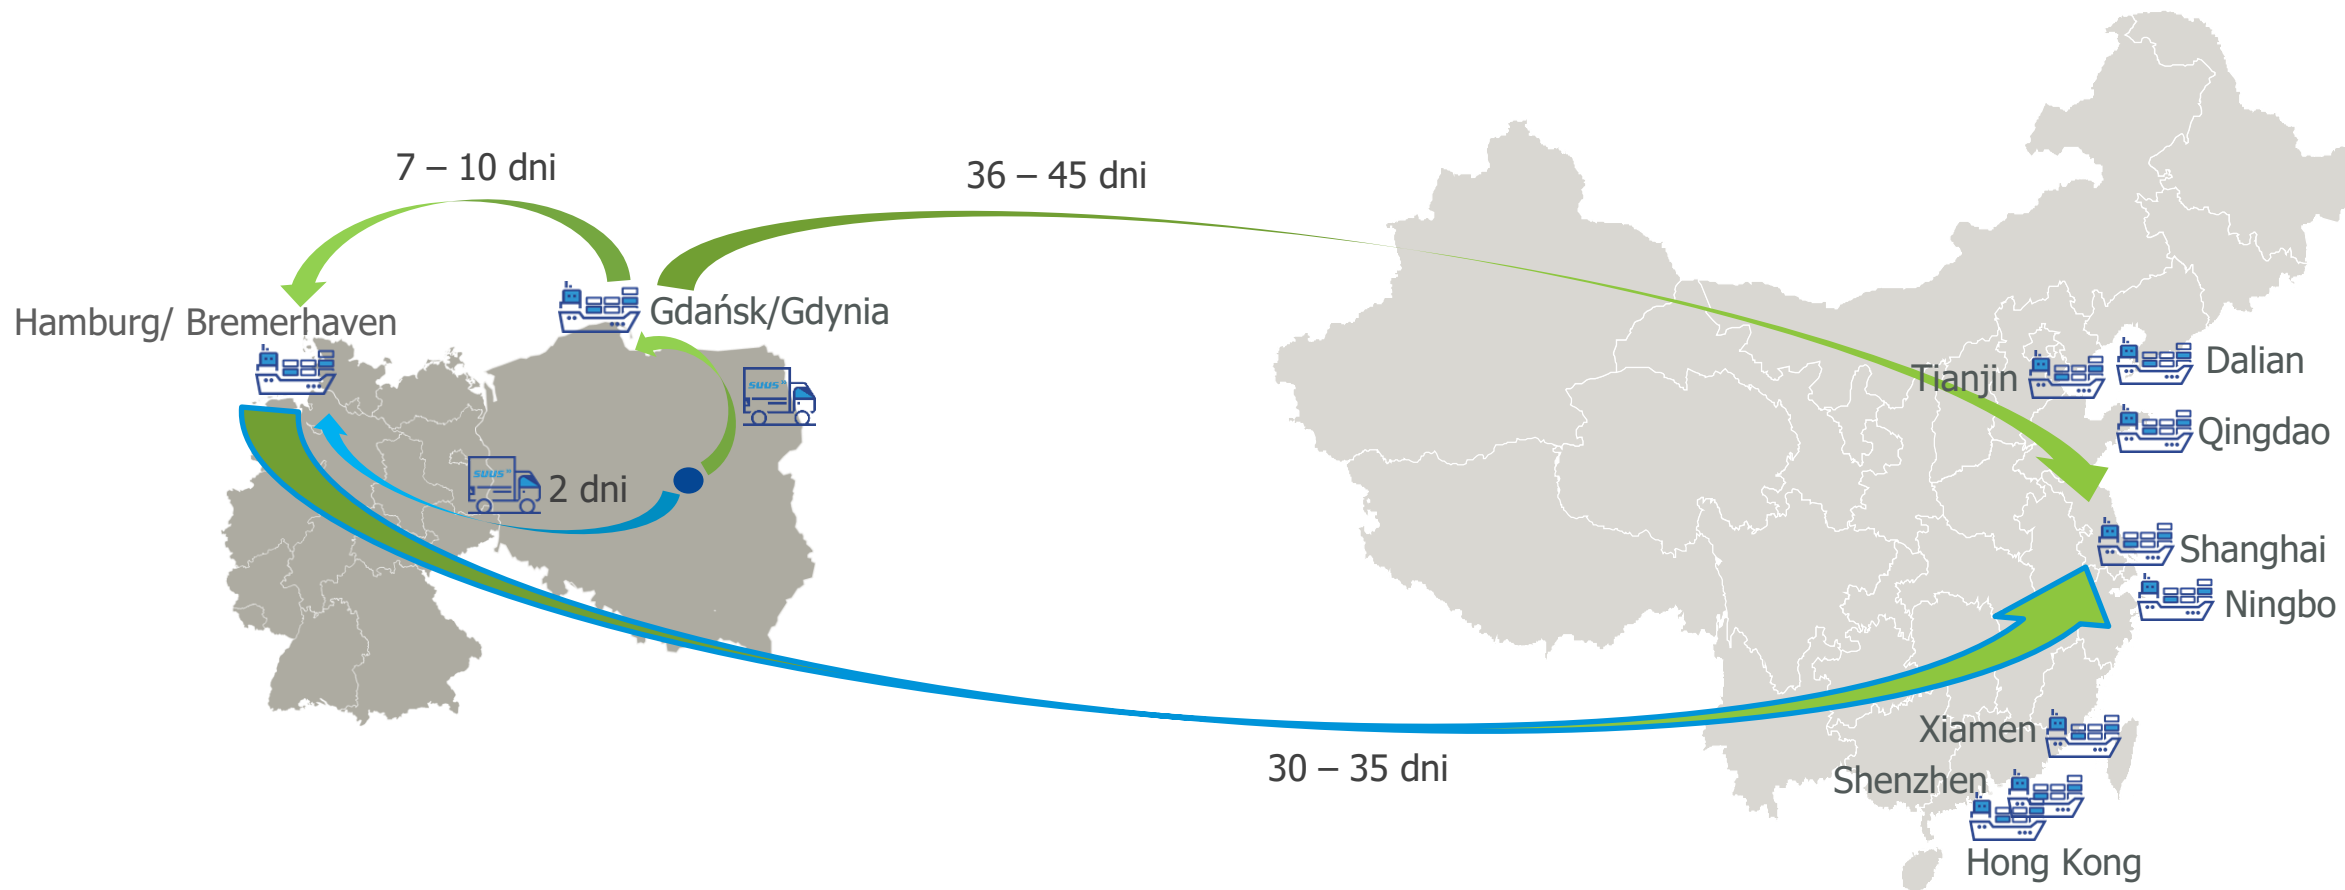 7 – 10 dni
36 – 45 dni
Hamburg/ Bremerhaven
Gdańsk/Gdynia
suus
suus
2 dni
Tianjin
Dalian
Qingdao
Shanghai
Ningbo
Xiamen
Shenzhen
Hong Kong
30 – 35 dni